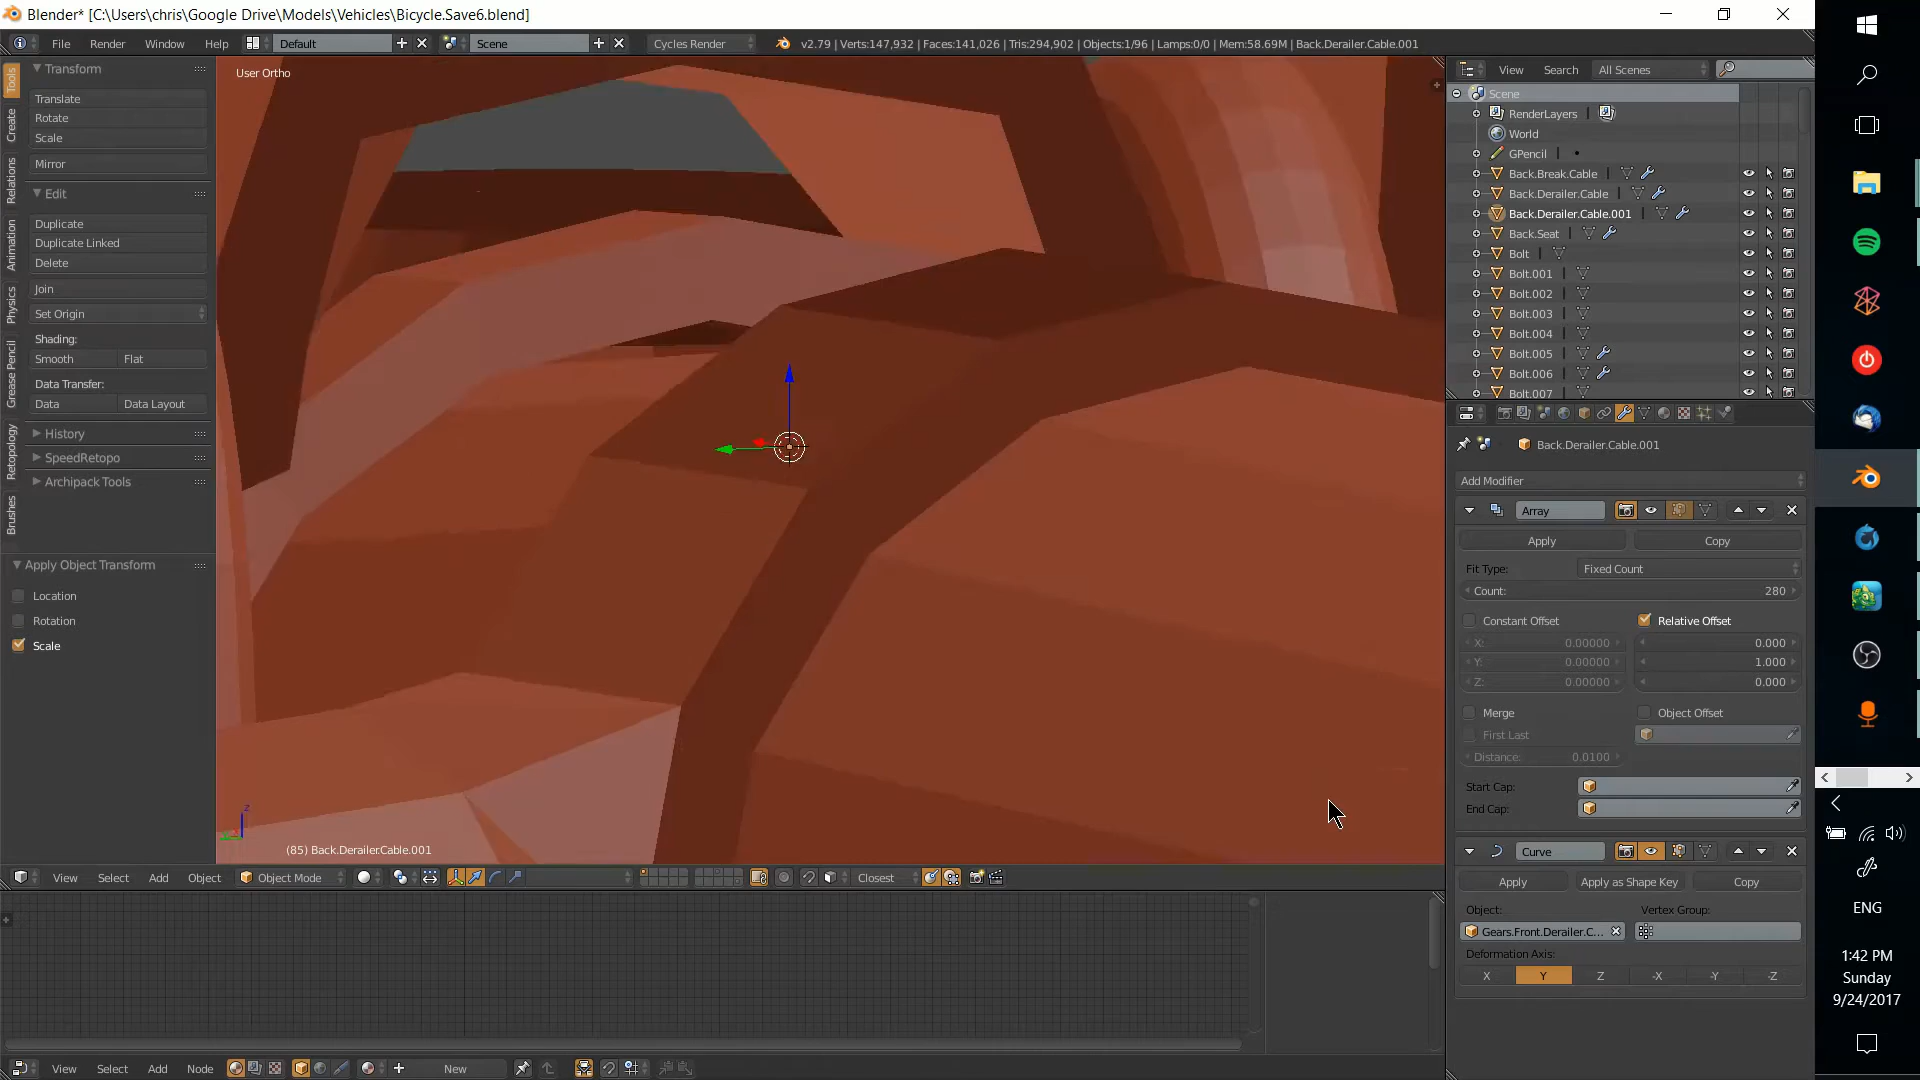 Blender* [C:\Users\chris\Google Drive\Models\Vehicles\Bicycle.Save6.blend]
File Render Window Help Default Scene Cycles Render v2.79 | Verts:147,932 | Faces:141,026 | Tris:294,902 | Objects:1/96 | Lamps:0/0 | Mem:58.69M | Back.Derailer.Cable.001
Tools
Create
Relations
Animation
Physics
Grease Pencil
Retopology
Brushes
Transform
Translate
Rotate
Scale
Mirror
Edit
Duplicate
Duplicate Linked
Delete
Join
Set Origin
Shading:
Smooth Flat
Data Transfer:
Data Data Layout
History
SpeedRetopo
Archipack Tools
Apply Object Transform
Location
Rotation
Scale
User Ortho
z
(85) Back.Derailer.Cable.001
View Select Add Object Object Mode Closest
View Select Add Node New
View Search All Scenes
Scene
RenderLayers
World
GPencil
Back.Break.Cable
Back.Derailer.Cable
Back.Derailer.Cable.001
Back.Seat
Bolt
Bolt.001
Bolt.002
Bolt.003
Bolt.004
Bolt.005
Bolt.006
Bolt.007
Back.Derailer.Cable.001
Add Modifier
Array
Apply Copy
Fit Type: Fixed Count
Count: 280
Constant Offset Relative Offset
X: 0.00000 0.000
Y: 0.00000 1.000
Z: 0.00000 0.000
Merge Object Offset
First Last
Distance: 0.0100
Start Cap:
End Cap:
Curve
Apply Apply as Shape Key Copy
Object: Vertex Group:
Gears.Front.Derailer.C...
Deformation Axis:
X Y Z -X -Y -Z
ENG
1:42 PM
Sunday
9/24/2017